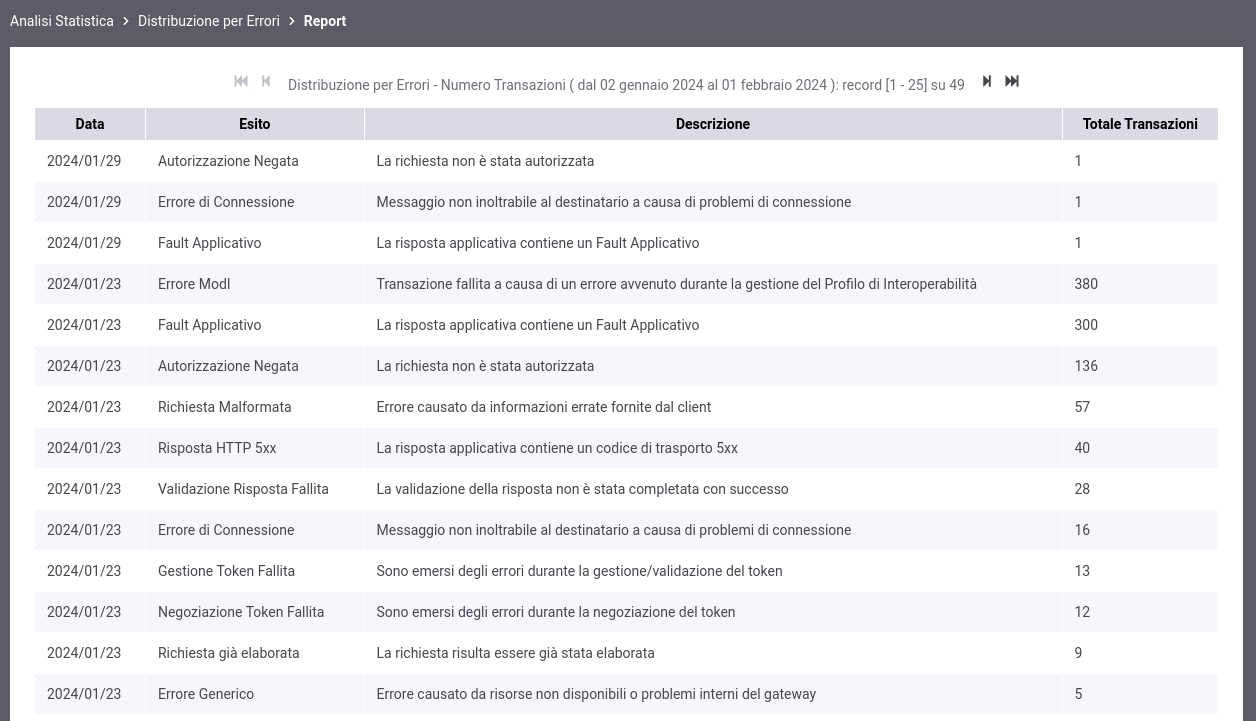 Analisi Statistica > Distribuzione per Errori > Report
Distribuzione per Errori - Numero Transazioni ( dal 02 gennaio 2024 al 01 febbraio 2024 ): record [1 - 25] su 49
Data Esito Descrizione Totale Transazioni
2024/01/29 Autorizzazione Negata La richiesta non è stata autorizzata 1
2024/01/29 Errore di Connessione Messaggio non inoltrabile al destinatario a causa di problemi di connessione 1
2024/01/29 Fault Applicativo La risposta applicativa contiene un Fault Applicativo 1
2024/01/23 Errore ModI Transazione fallita a causa di un errore avvenuto durante la gestione del Profilo di Interoperabilità 380
2024/01/23 Fault Applicativo La risposta applicativa contiene un Fault Applicativo 300
2024/01/23 Autorizzazione Negata La richiesta non è stata autorizzata 136
2024/01/23 Richiesta Malformata Errore causato da informazioni errate fornite dal client 57
2024/01/23 Risposta HTTP 5xx La risposta applicativa contiene un codice di trasporto 5xx 40
2024/01/23 Validazione Risposta Fallita La validazione della risposta non è stata completata con successo 28
2024/01/23 Errore di Connessione Messaggio non inoltrabile al destinatario a causa di problemi di connessione 16
2024/01/23 Gestione Token Fallita Sono emersi degli errori durante la gestione/validazione del token 13
2024/01/23 Negoziazione Token Fallita Sono emersi degli errori durante la negoziazione del token 12
2024/01/23 Richiesta già elaborata La richiesta risulta essere già stata elaborata 9
2024/01/23 Errore Generico Errore causato da risorse non disponibili o problemi interni del gateway 5